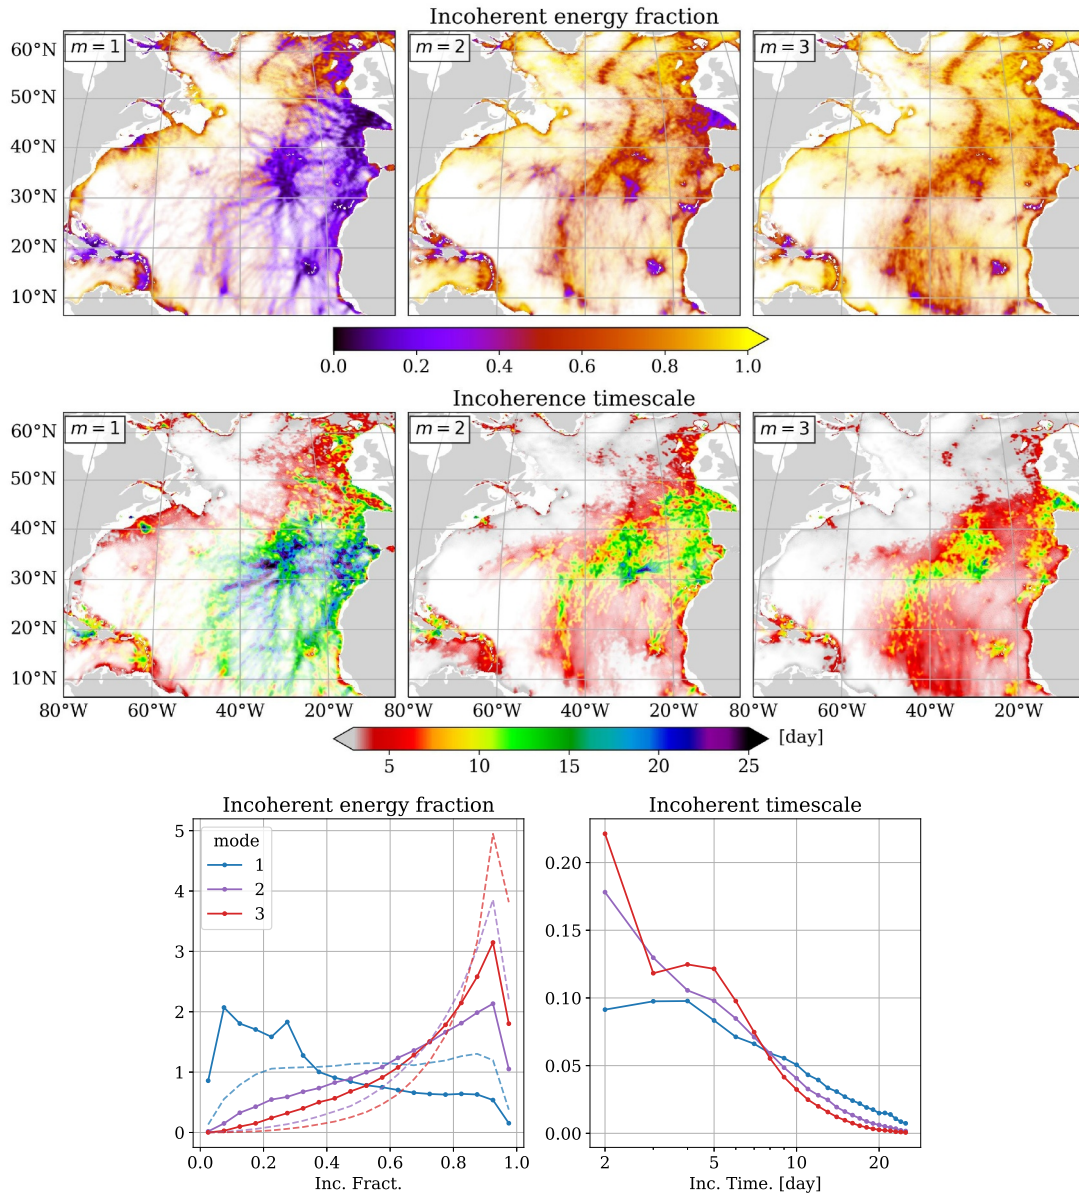 Incoherent energy fraction
m = 1
m = 2
m = 3
60°N
50°N
40°N
30°N
20°N
10°N
0.0 0.2 0.4 0.6 0.8 1.0
Incoherence timescale
m = 1
m = 2
m = 3
60°N
50°N
40°N
30°N
20°N
10°N
80°W 60°W 40°W 20°W 80°W 60°W 40°W 20°W 80°W 60°W 40°W 20°W
5 10 15 20 25 [day]
Incoherent energy fraction
mode
1
2
3
5
4
3
2
1
0
0.0 0.2 0.4 0.6 0.8 1.0
Inc. Fract.
Incoherent timescale
0.20
0.15
0.10
0.05
0.00
2 5 10 20
Inc. Time. [day]